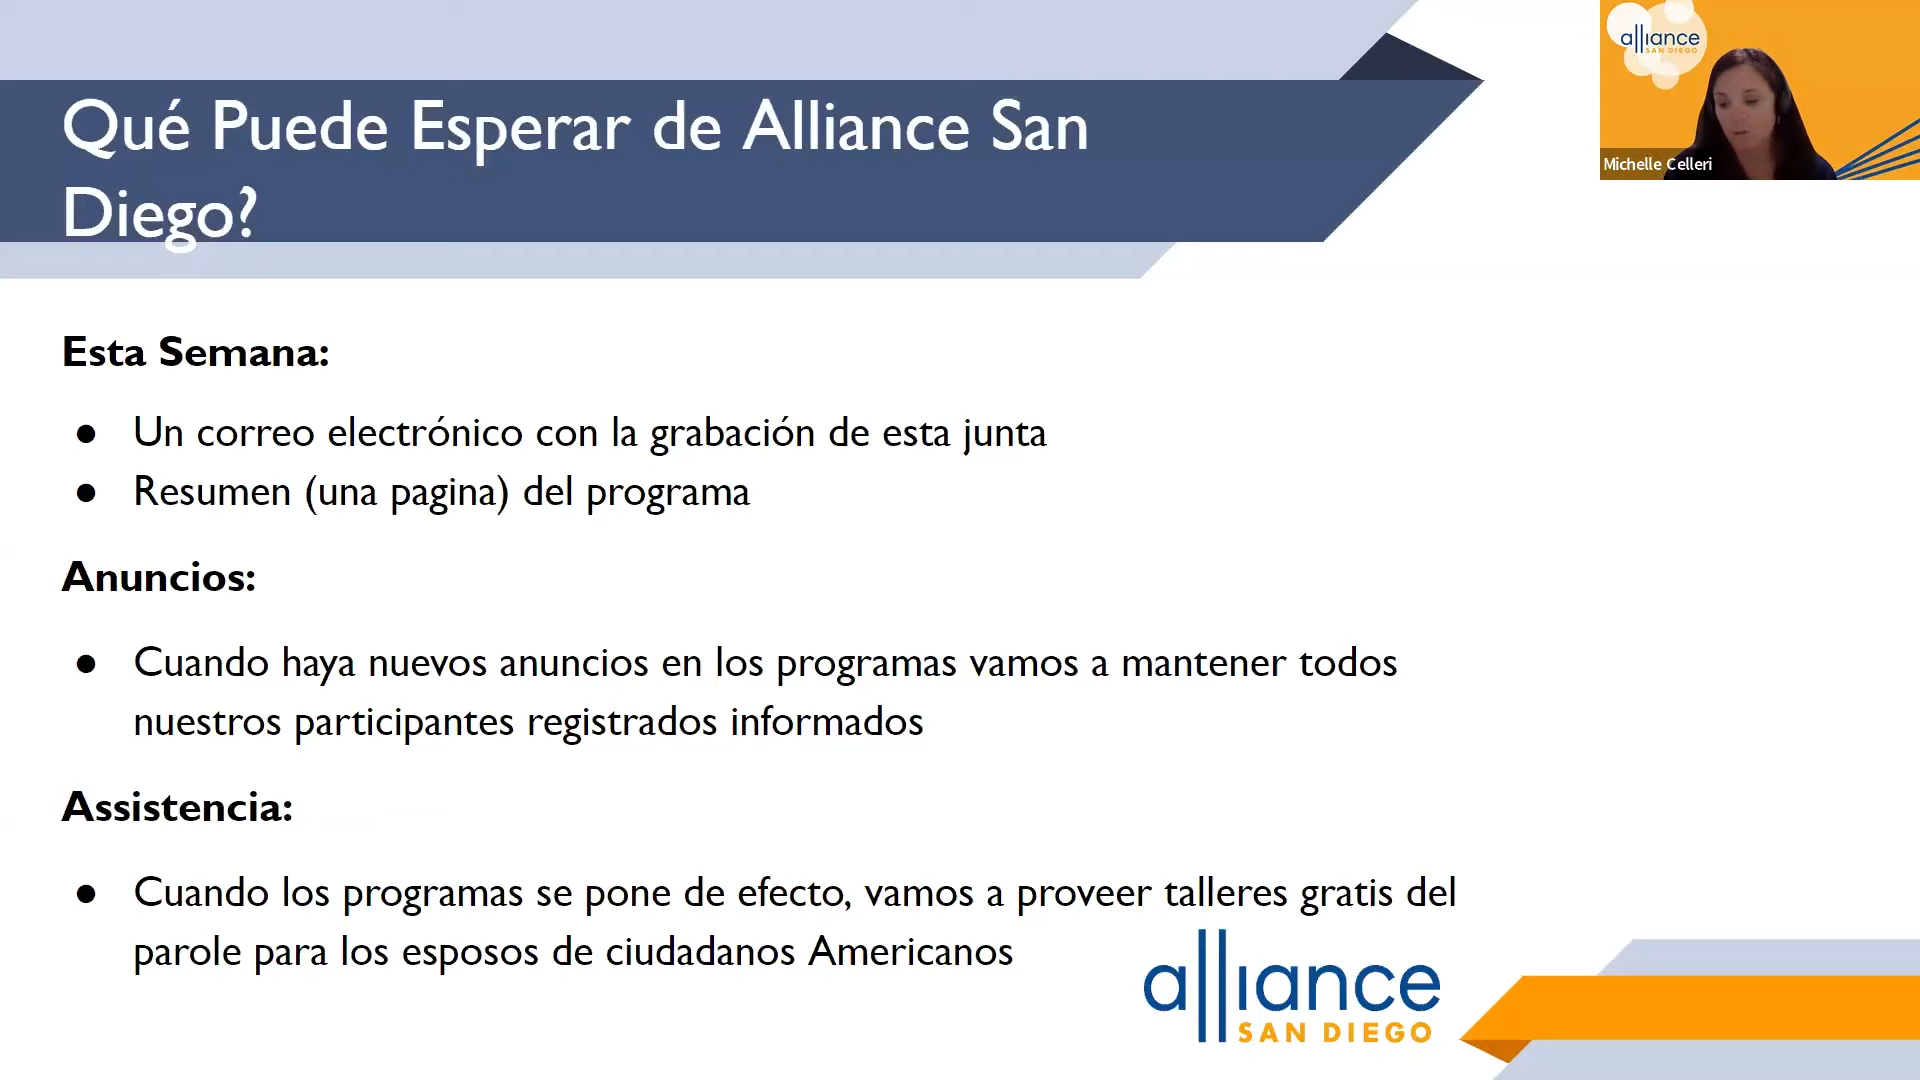 Qué Puede Esperar de Alliance San
Diego?
alliance
SAN DIEGO
Michelle Celleri
Esta Semana:
● Un correo electrónico con la grabación de esta junta
● Resumen (una pagina) del programa
Anuncios:
● Cuando haya nuevos anuncios en los programas vamos a mantener todos
nuestros participantes registrados informados
Assistencia:
● Cuando los programas se pone de efecto, vamos a proveer talleres gratis del
parole para los esposos de ciudadanos Americanos
alliance
SAN DIEGO